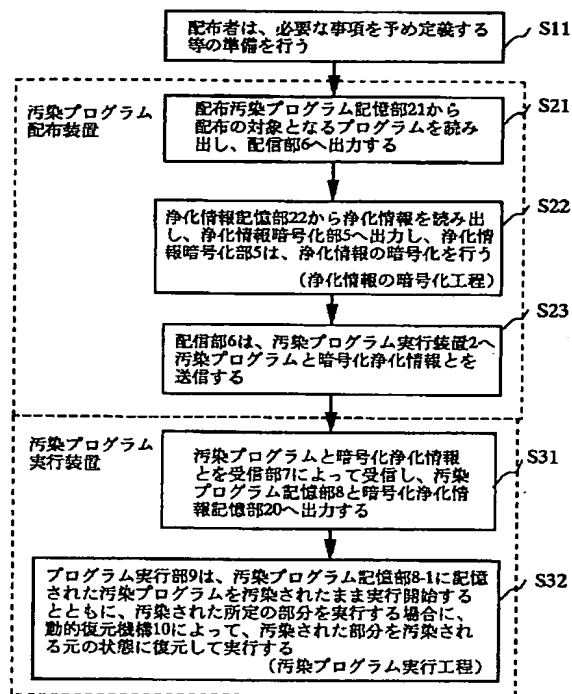 配布者は、必要な事項を予め定義する
等の準備を行う
S11
汚染プログラム
配布装置
配布汚染プログラム記憶部21から
配布の対象となるプログラムを読み
出し、配信部6へ出力する
S21
浄化情報記憶部22から浄化情報を読み出
し、浄化情報暗号化部5へ出力し、浄化情
報暗号化部5は、浄化情報の暗号化を行う
(浄化情報の暗号化工程)
S22
配信部6は、汚染プログラム実行装置2へ
汚染プログラムと暗号化浄化情報とを
送信する
S23
汚染プログラム
実行装置
汚染プログラムと暗号化浄化情報
とを受信部7によって受信し、汚染
プログラム記憶部8と暗号化浄化情
報記憶部20へ出力する
S31
プログラム実行部9は、汚染プログラム記憶部8-1に記憶
された汚染プログラムを汚染されたまま実行開始する
とともに、汚染された所定の部分を実行する場合に、
動的復元機構10によって、汚染された部分を汚染され
る元の状態に復元して実行する
(汚染プログラム実行工程)
S32